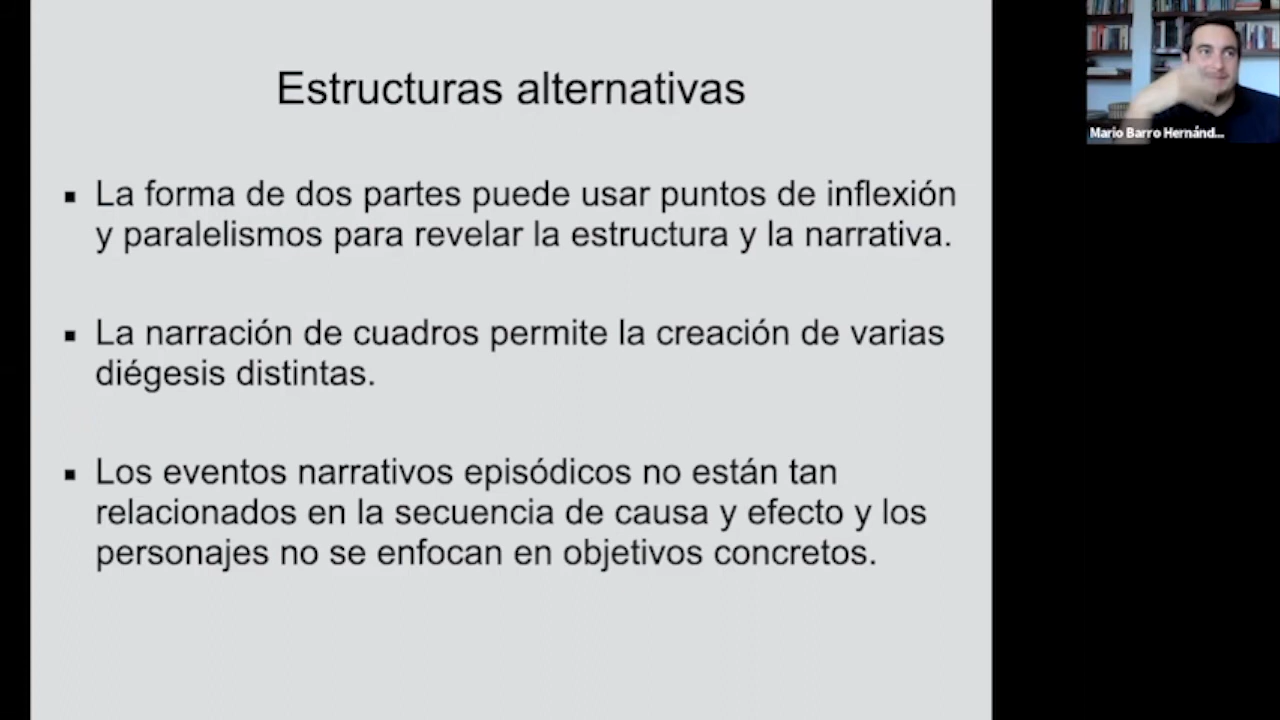 Estructuras alternativas
▪ La forma de dos partes puede usar puntos de inflexión
y paralelismos para revelar la estructura y la narrativa.
▪ La narración de cuadros permite la creación de varias
diégesis distintas.
▪ Los eventos narrativos episódicos no están tan
relacionados en la secuencia de causa y efecto y los
personajes no se enfocan en objetivos concretos.
Mario Barro Hernánd...